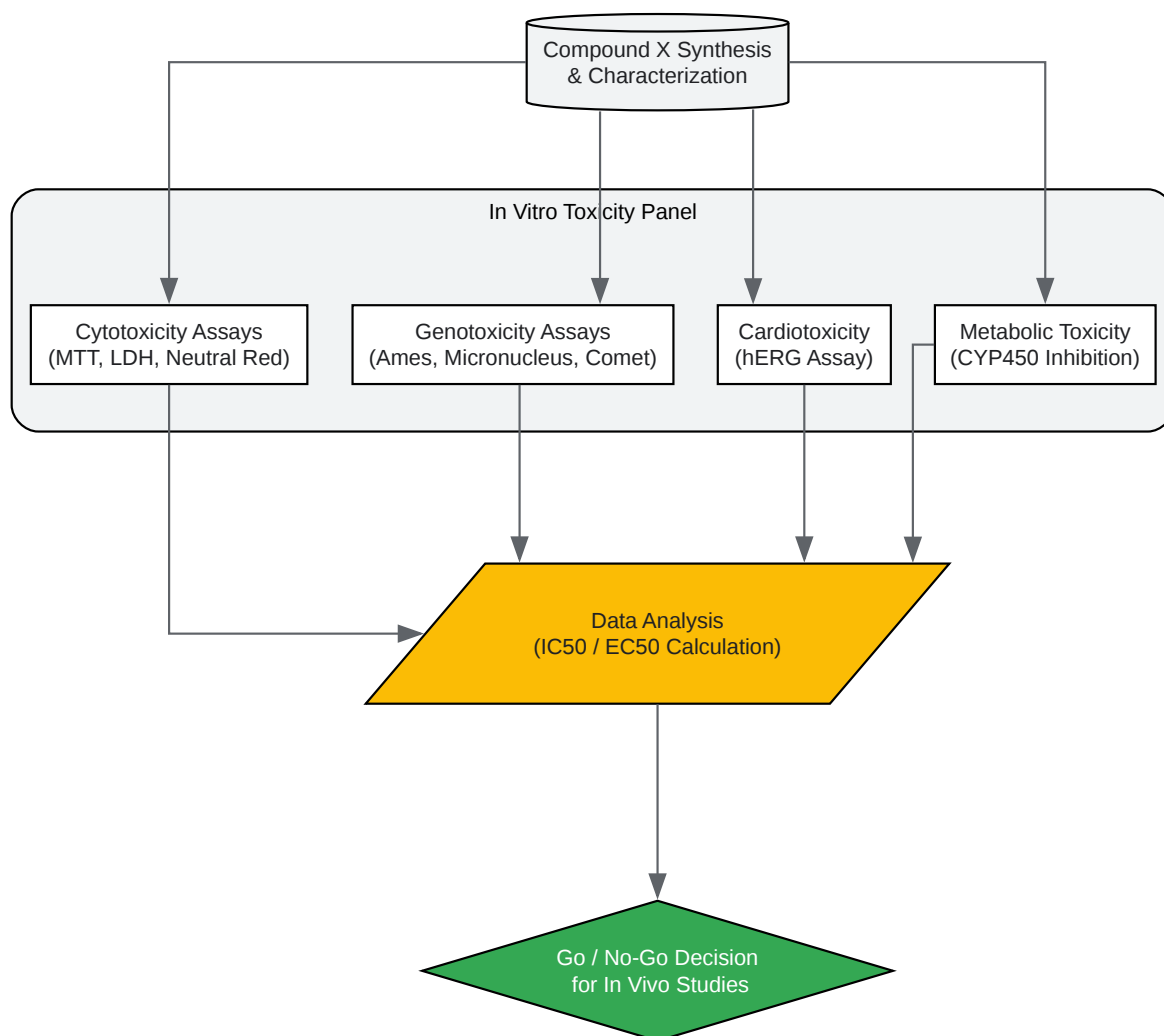 Compound X Synthesis
& Characterization
In Vitro Toxicity Panel
Cytotoxicity Assays
(MTT, LDH, Neutral Red)
Genotoxicity Assays
(Ames, Micronucleus, Comet)
Cardiotoxicity
(hERG Assay)
Metabolic Toxicity
(CYP450 Inhibition)
Data Analysis
(IC50 / EC50 Calculation)
Go / No-Go Decision
for In Vivo Studies